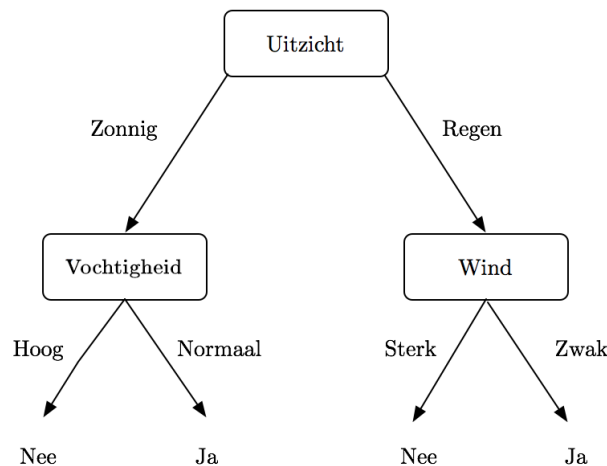 Uitzicht
Zonnig Regen
Vochtigheid Wind
Hoog Normaal Sterk Zwak
Nee Ja Nee Ja